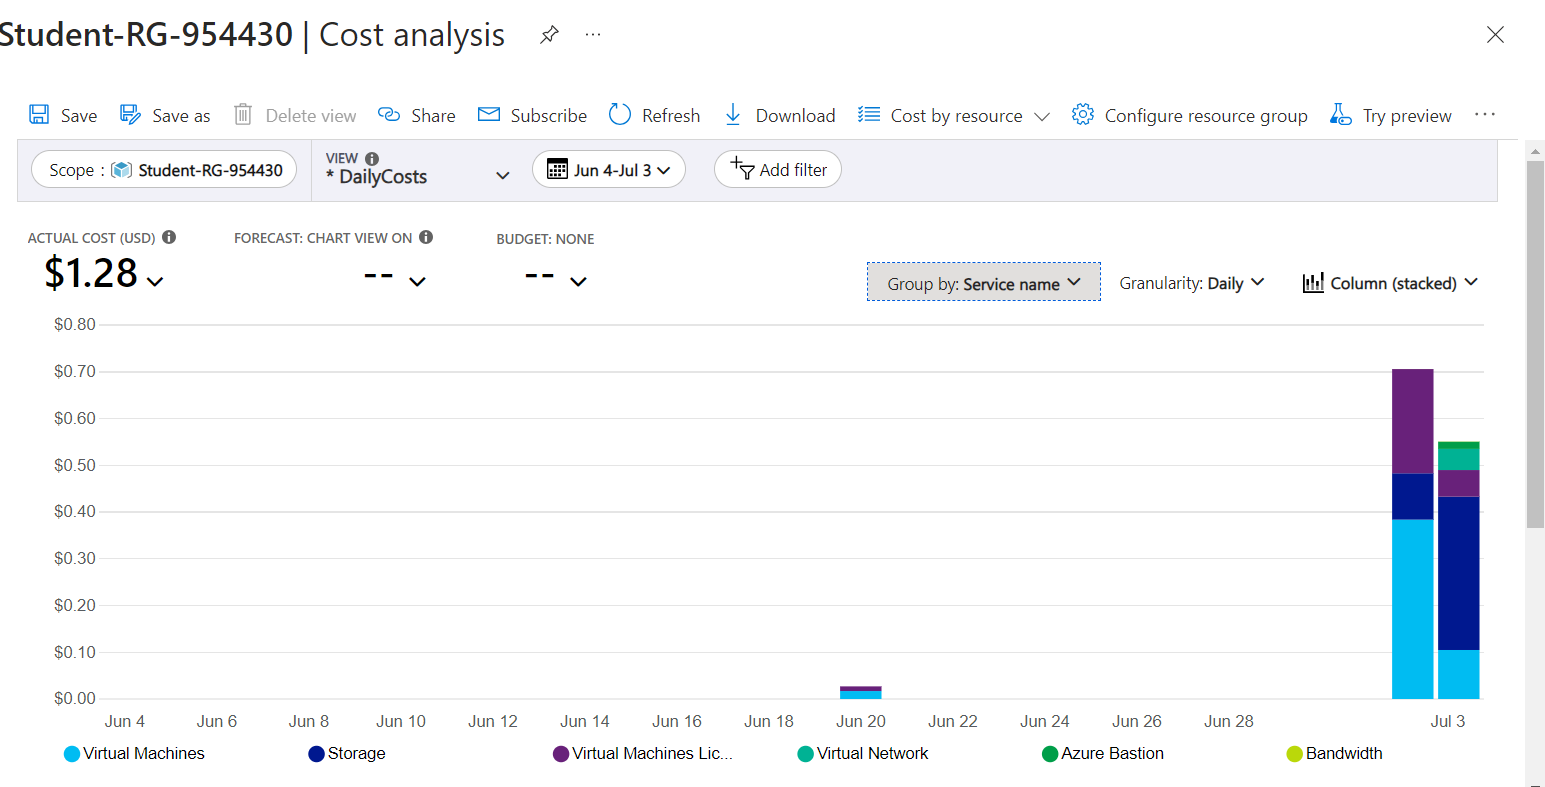 Student-RG-954430 | Cost analysis ...
Save Save as Delete view Share Subscribe Refresh Download Cost by resource Configure resource group Try preview ...
Scope : Student-RG-954430
VIEW
* DailyCosts
Jun 4-Jul 3
Add filter
ACTUAL COST (USD) FORECAST: CHART VIEW ON BUDGET: NONE
$1.28 -- --
Group by: Service name Granularity: Daily Column (stacked)
$0.80
$0.70
$0.60
$0.50
$0.40
$0.30
$0.20
$0.10
$0.00
Jun 4 Jun 6 Jun 8 Jun 10 Jun 12 Jun 14 Jun 16 Jun 18 Jun 20 Jun 22 Jun 24 Jun 26 Jun 28 Jul 3
Virtual Machines Storage Virtual Machines Lic... Virtual Network Azure Bastion Bandwidth